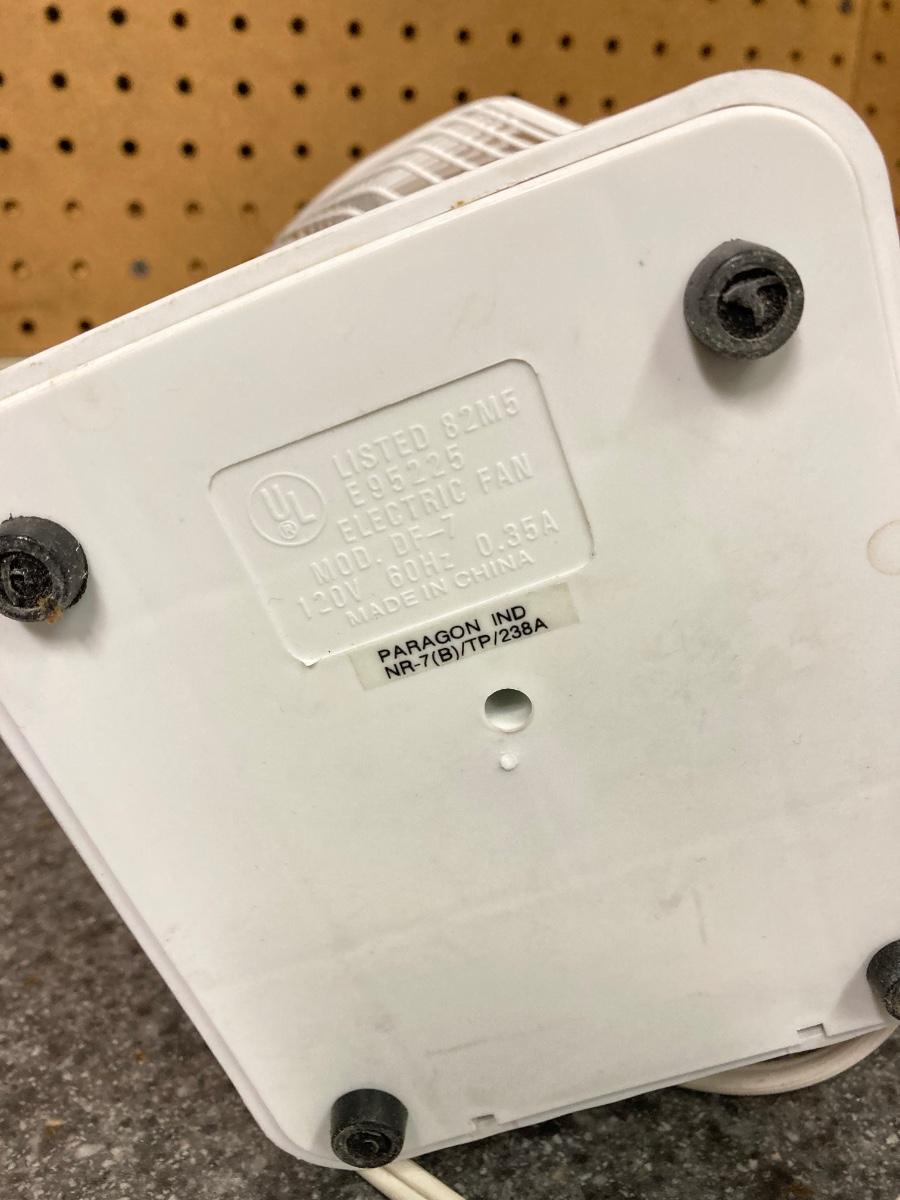 UL
®
LISTED 82M5
E95225
ELECTRIC FAN
MOD. DF-7
120V 60Hz 0.35A
MADE IN CHINA
PARAGON IND
NR-7(B)/TP/238A